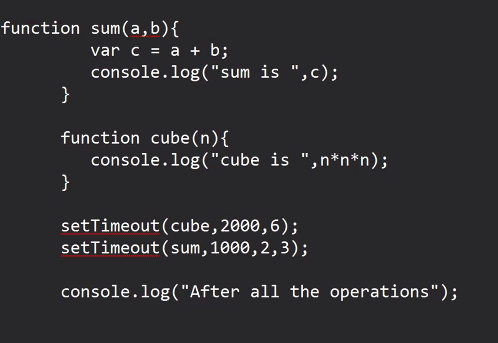 function sum(a,b){
var c = a + b;
console.log("sum is ",c);
}
function cube(n){
console.log("cube is ",n*n*n);
}
setTimeout(cube,2000,6);
setTimeout(sum,1000,2,3);
console.log("After all the operations");